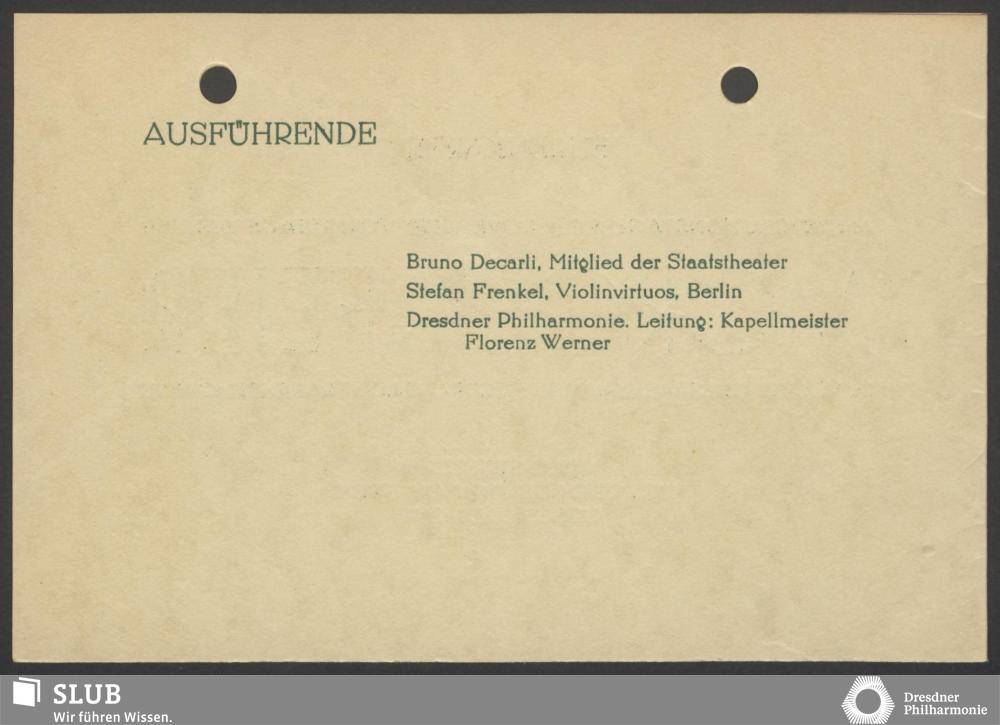 AUSFÜHRENDE
Bruno Decarli, Mitglied der Staatstheater
Stefan Frenkel, Violinvirtuos, Berlin
Dresdner Philharmonie. Leitung: Kapellmeister
Florenz Werner
SLUB
Wir führen Wissen.
Dresdner
Philharmonie